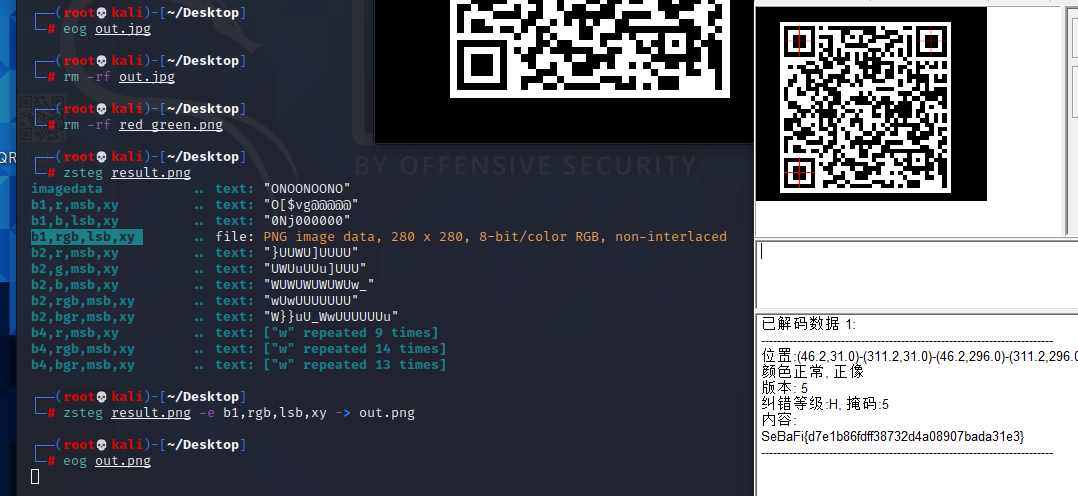 ┌──(root💀kali)-[~/Desktop]
└─# eog out.jpg
┌──(root💀kali)-[~/Desktop]
└─# rm -rf out.jpg
┌──(root💀kali)-[~/Desktop]
└─# rm -rf red_green.png
┌──(root💀kali)-[~/Desktop]
└─# zsteg result.png
imagedata .. text: "ONOONOONO"
b1,r,msb,xy .. text: "O[$vg@@@@@"
b1,b,lsb,xy .. text: "0Nj000000"
b1,rgb,lsb,xy .. file: PNG image data, 280 x 280, 8-bit/color RGB, non-interlaced
b2,r,msb,xy .. text: "}UUWU]UUUU"
b2,g,msb,xy .. text: "UWUuUUu]UUU"
b2,b,msb,xy .. text: "WUWUWUWUWUw_"
b2,rgb,msb,xy .. text: "wUwUUUUUUU"
b2,bgr,msb,xy .. text: "W}}uU_WwUUUUUUu"
b4,r,msb,xy .. text: ["w" repeated 9 times]
b4,rgb,msb,xy .. text: ["w" repeated 14 times]
b4,bgr,msb,xy .. text: ["w" repeated 13 times]
┌──(root💀kali)-[~/Desktop]
└─# zsteg result.png -e b1,rgb,lsb,xy -> out.png
┌──(root💀kali)-[~/Desktop]
└─# eog out.png
QR
BY OFFENSIVE SECURITY
已解码数据 1:
位置:(46.2,31.0)-(311.2,31.0)-(46.2,296.0)-(311.2,296.0
颜色正常, 正像
版本: 5
纠错等级:H, 掩码:5
内容:
SeBaFi{d7e1b86fdff38732d4a08907bada31e3}